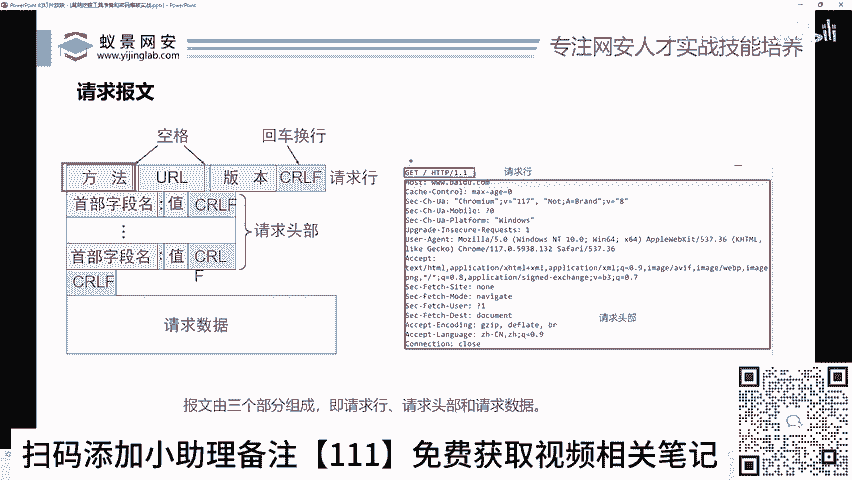 蚁景网安
www.yijinglab.com
专注网安人才实战技能培养
请求报文
空格
回车换行
方 法
URL
版 本
CRLF
请求行
首部字段名
:
值
CRLF
⋮
请求头部
首部字段名
:
值
CRL
F
CRLF
请求数据
GET / HTTP/1.1
请求行
Host: www.baidu.com
Cache-Control: max-age=0
Sec-Ch-Ua: "Chromium";v="117", "Not;A=Brand";v="8"
Sec-Ch-Ua-Mobile: ?0
Sec-Ch-Ua-Platform: "Windows"
Upgrade-Insecure-Requests: 1
User-Agent: Mozilla/5.0 (Windows NT 10.0; Win64; x64) AppleWebKit/537.36 (KHTML,
like Gecko) Chrome/117.0.5938.132 Safari/537.36
Accept:
text/html,application/xhtml+xml,application/xml;q=0.9,image/avif,image/webp,image
png,*/*;q=0.8,application/signed-exchange;v=b3;q=0.7
Sec-Fetch-Site: none
Sec-Fetch-Mode: navigate
Sec-Fetch-User: ?1
Sec-Fetch-Dest: document
请求头部
Accept-Encoding: gzip, deflate, br
Accept-Language: zh-CN,zh;q=0.9
Connection: close
报文由三个部分组成，即请求行、请求头部和请求数据。
扫码添加小助理备注【111】免费获取视频相关笔记